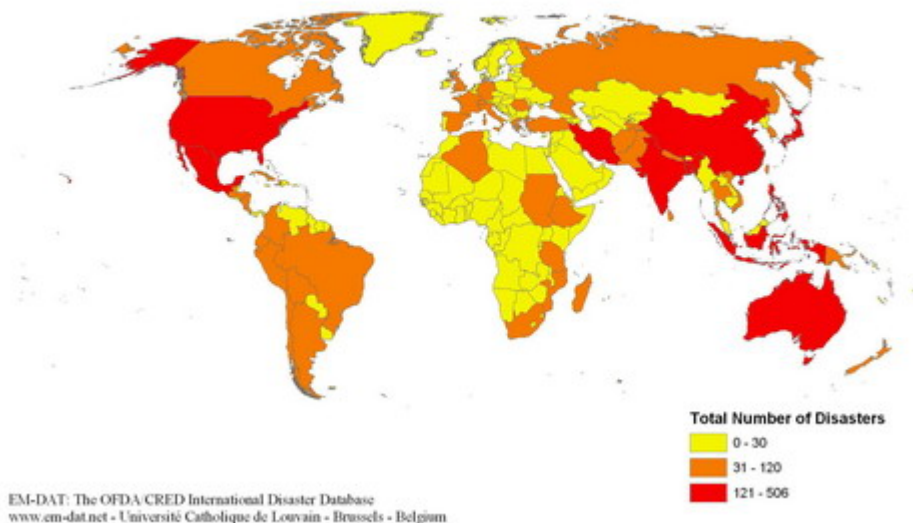 Total Number of Disasters
0 - 30
31 - 120
121 - 506
EM-DAT: The OFDA/CRED International Disaster Database
www.em-dat.net - Université Catholique de Louvain - Brussels - Belgium